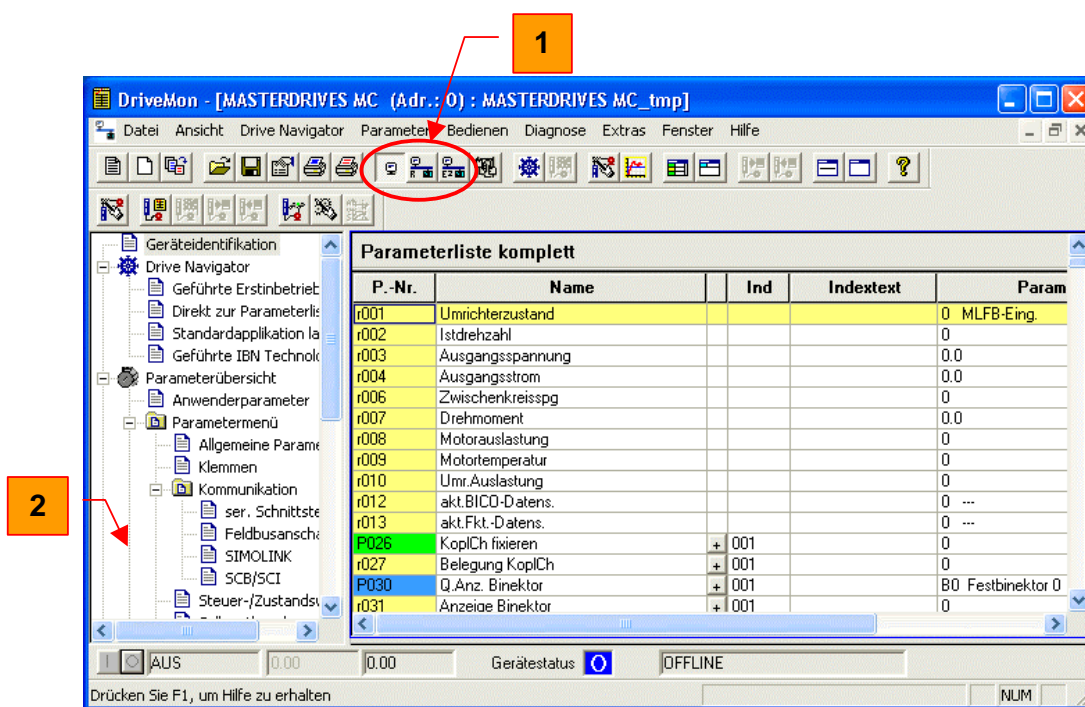 1
DriveMon - [MASTERDRIVES MC (Adr.: 0) : MASTERDRIVES MC_tmp]
Datei Ansicht Drive Navigator Parameter Bedienen Diagnose Extras Fenster Hilfe
Geräteidentifikation
Drive Navigator
Geführte Erstinbetrieb
Direkt zur Parameterlis
Standardapplikation la
Geführte IBN Technolo
Parameterübersicht
Anwenderparameter
Parametermenü
Allgemeine Parame
Klemmen
Kommunikation
ser. Schnittste
Feldbusanscha
SIMOLINK
SCB/SCI
Steuer-/Zustandsw
2
Parameterliste komplett
P.-Nr. Name Ind Indextext Param
r001 Umrichterzustand 0 MLFB-Eing.
r002 Istdrehzahl 0
r003 Ausgangsspannung 0.0
r004 Ausgangsstrom 0.0
r006 Zwischenkreisspg 0
r007 Drehmoment 0.0
r008 Motorauslastung 0
r009 Motortemperatur 0
r010 Umr.Auslastung 0
r012 akt.BICO-Datens. 0 ---
r013 akt.Fkt.-Datens. 0 ---
P026 KoplCh fixieren + 001 0
r027 Belegung KoplCh + 001 0
P030 Q.Anz. Binektor + 001 B0 Festbinektor 0
r031 Anzeige Binektor + 001 0
AUS 0.00 0.00 Gerätestatus OFFLINE
Drücken Sie F1, um Hilfe zu erhalten NUM